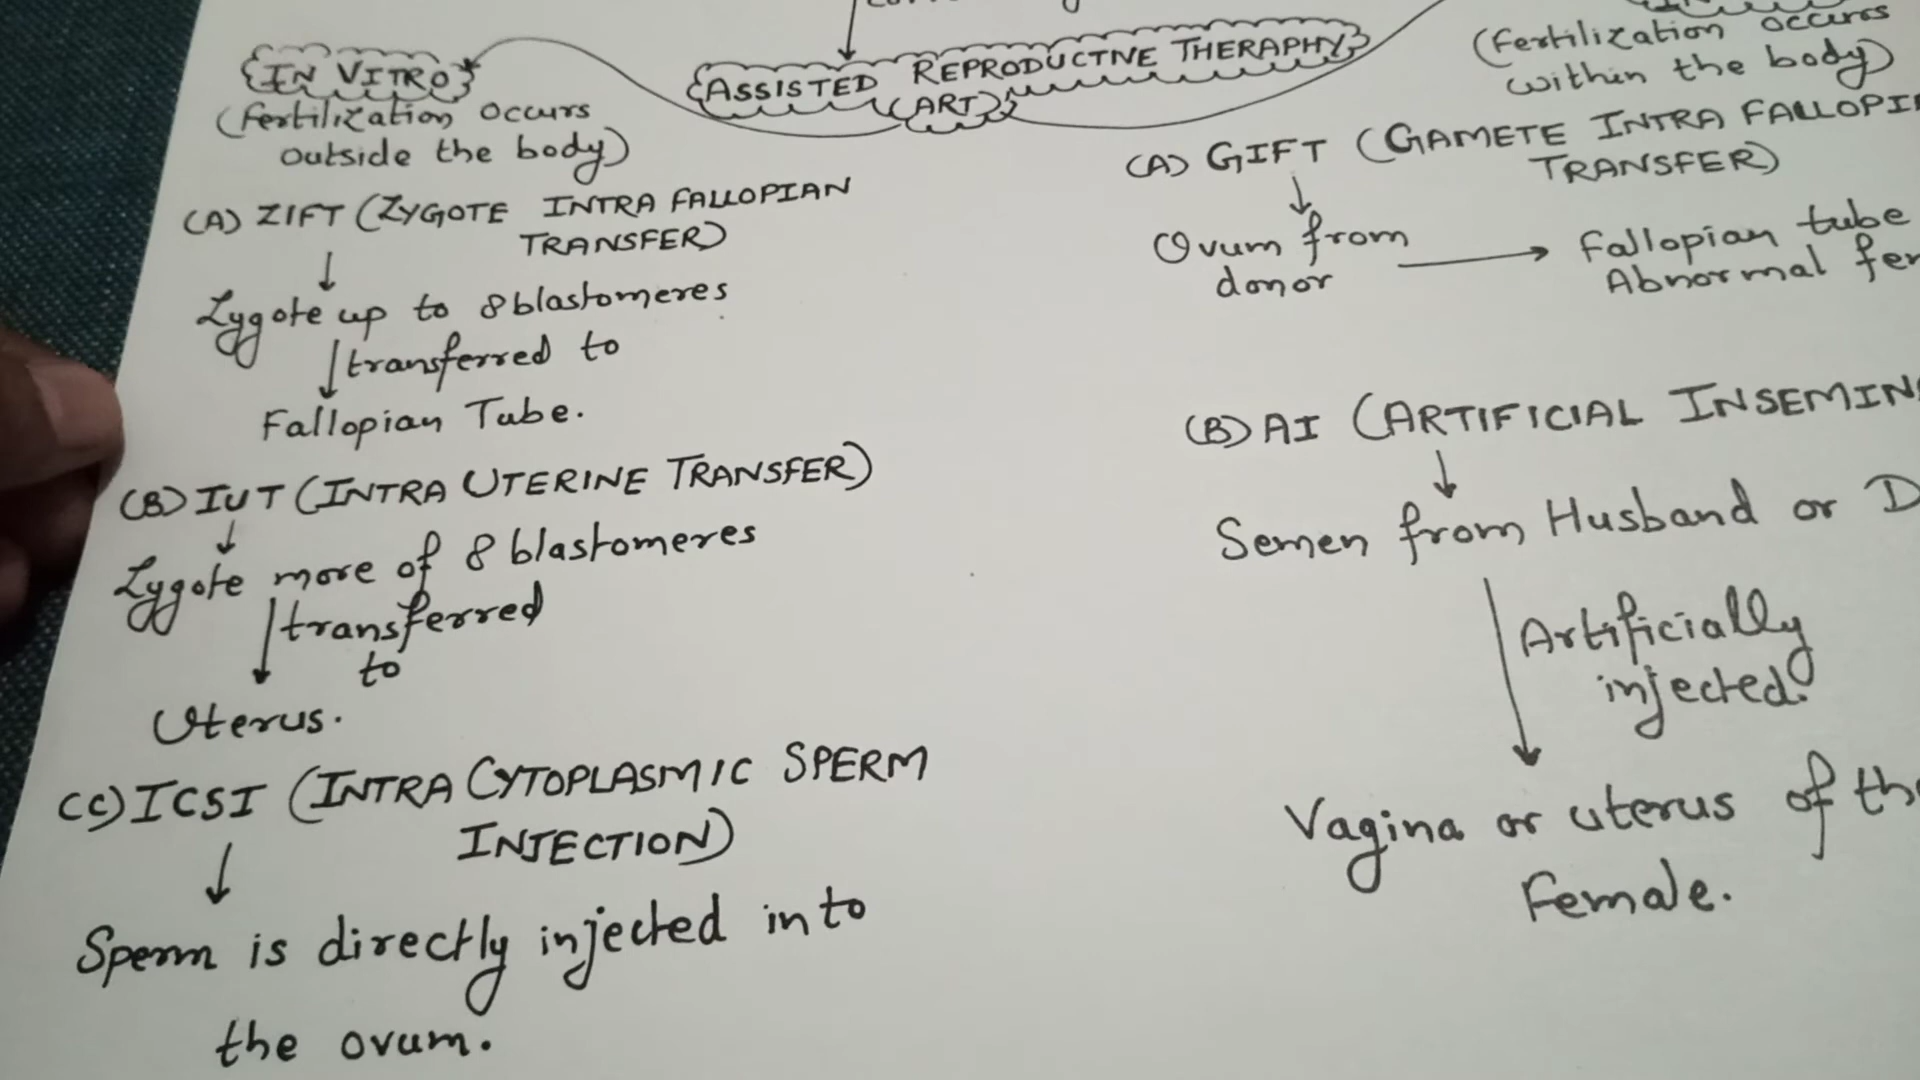 ASSISTED REPRODUCTIVE THERAPHY
(ART)
IN VITRO
(Fertilization occurs
outside the body)
(A) ZIFT (ZYGOTE INTRA FALLOPIAN
TRANSFER)
Zygote up to 8 blastomeres
transferred to
Fallopian Tube.
(B) IUT (INTRA UTERINE TRANSFER)
Zygote more of 8 blastomeres
transferred
to
Uterus.
(C) ICSI (INTRA CYTOPLASMIC SPERM
INJECTION)
Sperm is directly injected into
the ovum.
(Fertilization occurs
within the body)
(A) GIFT (GAMETE INTRA FALLOPI
TRANSFER)
Ovum from
donor
Fallopian tube
Abnormal fe
(B) AI (ARTIFICIAL INSEMIN
Semen from Husband or D
Artificially
injected.
Vagina or uterus of the
Female.